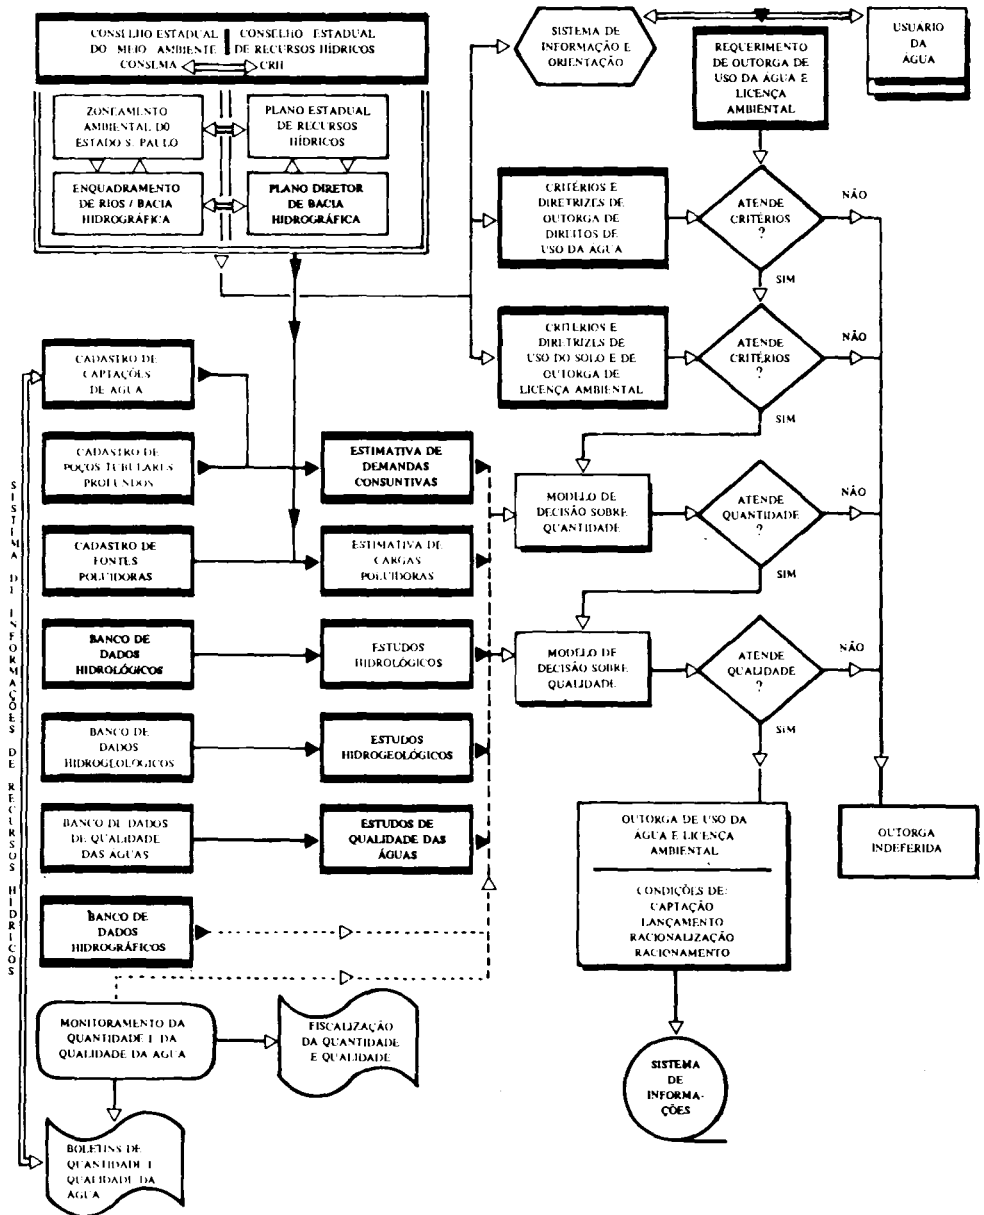 CONSELHO ESTADUAL
DO MEIO AMBIENTE
CONSEMA
CONSELHO ESTADUAL
DE RECURSOS HÍDRICOS
CRH
ZONEAMENTO
AMBIENTAL DO
ESTADO S. PAULO
PLANO ESTADUAL
DE RECURSOS
HÍDRICOS
ENQUADRAMENTO
DE RIOS / BACIA
HIDROGRÁFICA
PLANO DIRETOR
DE BACIA
HIDROGRÁFICA
SISTEMA DE
INFORMAÇÃO E
ORIENTAÇÃO
REQUERIMENTO
DE OUTORGA DE
USO DA ÁGUA E
LICENÇA
AMBIENTAL
USUÁRIO
DA
ÁGUA
CRITÉRIOS E
DIRETRIZES DE
OUTORGA DE
DIREITOS DE
USO DA ÁGUA
ATENDE
CRITÉRIOS
?
NÃO
SIM
CRITERIOS E
DIRETRIZES DE
USO DO SOLO E DE
OUTORGA DE
LICENÇA AMBIENTAL
ATENDE
CRITÉRIOS
?
NÃO
SIM
SISTEMA DE INFORMAÇÕES DE RECURSOS HIDRICOS
CADASTRO DE
CAPTAÇÕES
DE AGUA
CADASTRO DE
POÇOS TUBULARES
PROFUNDOS
ESTIMATIVA DE
DEMANDAS
CONSUNTIVAS
MODELO DE
DECISÃO SOBRE
QUANTIDADE
ATENDE
QUANTIDADE
?
NÃO
SIM
CADASTRO DE
FONTES
POLUIDORAS
ESTIMATIVA DE
CARGAS
POLUIDORAS
BANCO DE
DADOS
HIDROLÓGICOS
ESTUDOS
HIDROLÓGICOS
MODELO DE
DECISÃO SOBRE
QUALIDADE
ATENDE
QUALIDADE
?
NÃO
SIM
BANCO DE
DADOS
HIDROGEOLÓGICOS
ESTUDOS
HIDROGEOLÓGICOS
BANCO DE DADOS
DE QUALIDADE
DAS ÁGUAS
ESTUDOS DE
QUALIDADE DAS
ÁGUAS
OUTORGA DE USO DA
ÁGUA E LICENÇA
AMBIENTAL
CONDIÇÕES DE:
CAPTAÇÃO
LANÇAMENTO
RACIONALIZAÇÃO
RACIONAMENTO
OUTORGA
INDEFERIDA
BANCO DE
DADOS
HIDROGRÁFICOS
MONITORAMENTO DA
QUANTIDADE E DA
QUALIDADE DA AGUA
FISCALIZAÇÃO
DA QUANTIDADE
E QUALIDADE
SISTEMA
DE
INFORMA-
ÇÕES
BOLETINS DE
QUANTIDADE E
QUALIDADE DA
AGUA